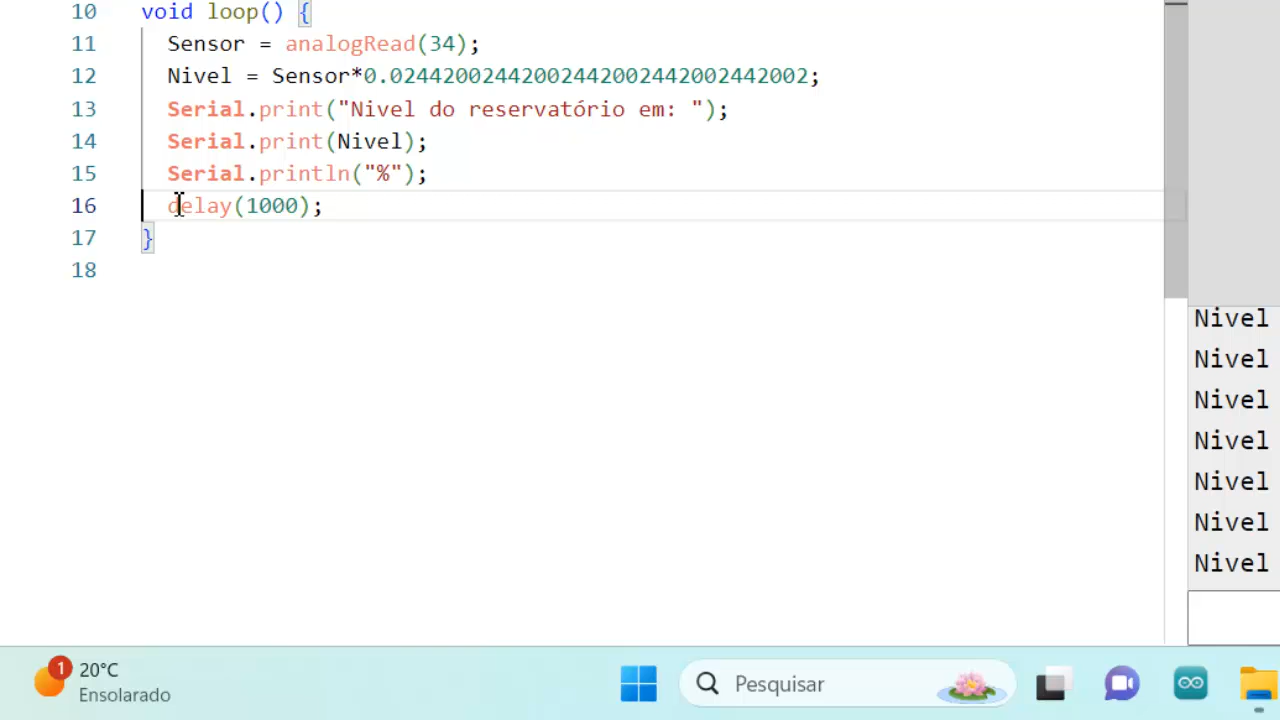 10 void loop() {
11 Sensor = analogRead(34);
12 Nivel = Sensor*0.02442002442002442002442002442002;
13 Serial.print("Nivel do reservatório em: ");
14 Serial.print(Nivel);
15 Serial.println("%");
16 delay(1000);
17 }
18
Nivel
Nivel
Nivel
Nivel
Nivel
Nivel
Nivel
1
20°C
Ensolarado
Pesquisar